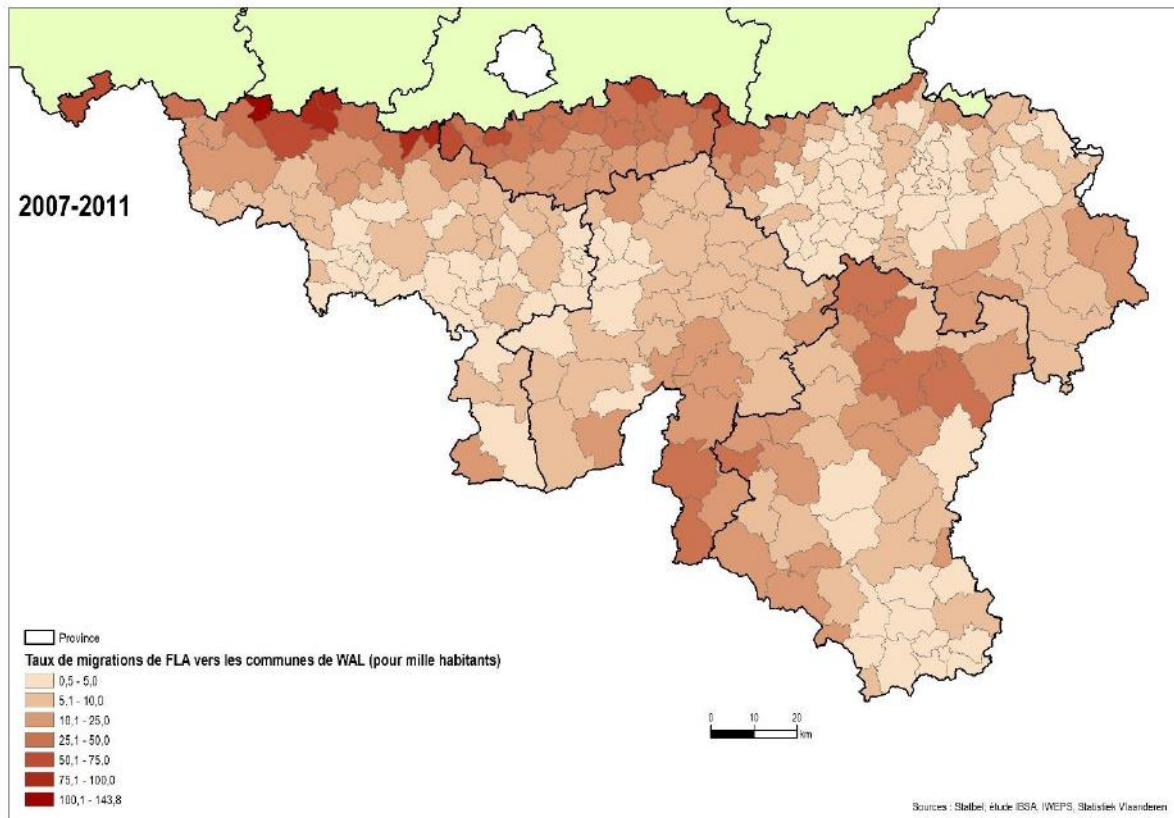 2007-2011
Province
Taux de migrations de FLA vers les communes de WAL (pour mille habitants)
0,5 - 5,0
5,1 - 10,0
10,1 - 25,0
25,1 - 50,0
50,1 - 75,0
75,1 - 100,0
100,1 - 143,8
0 10 20
km
Sources : Statbel; étude IBSA, IWEPS, Statistiek Vlaanderen